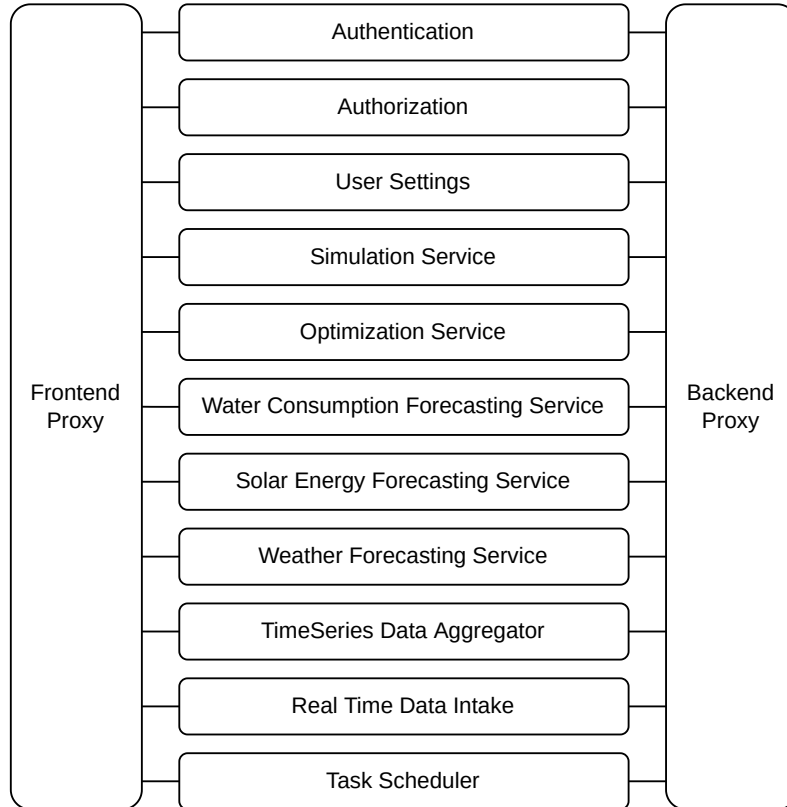 Authentication
Authorization
User Settings
Simulation Service
Optimization Service
Frontend
Proxy
Water Consumption Forecasting Service
Backend
Proxy
Solar Energy Forecasting Service
Weather Forecasting Service
TimeSeries Data Aggregator
Real Time Data Intake
Task Scheduler